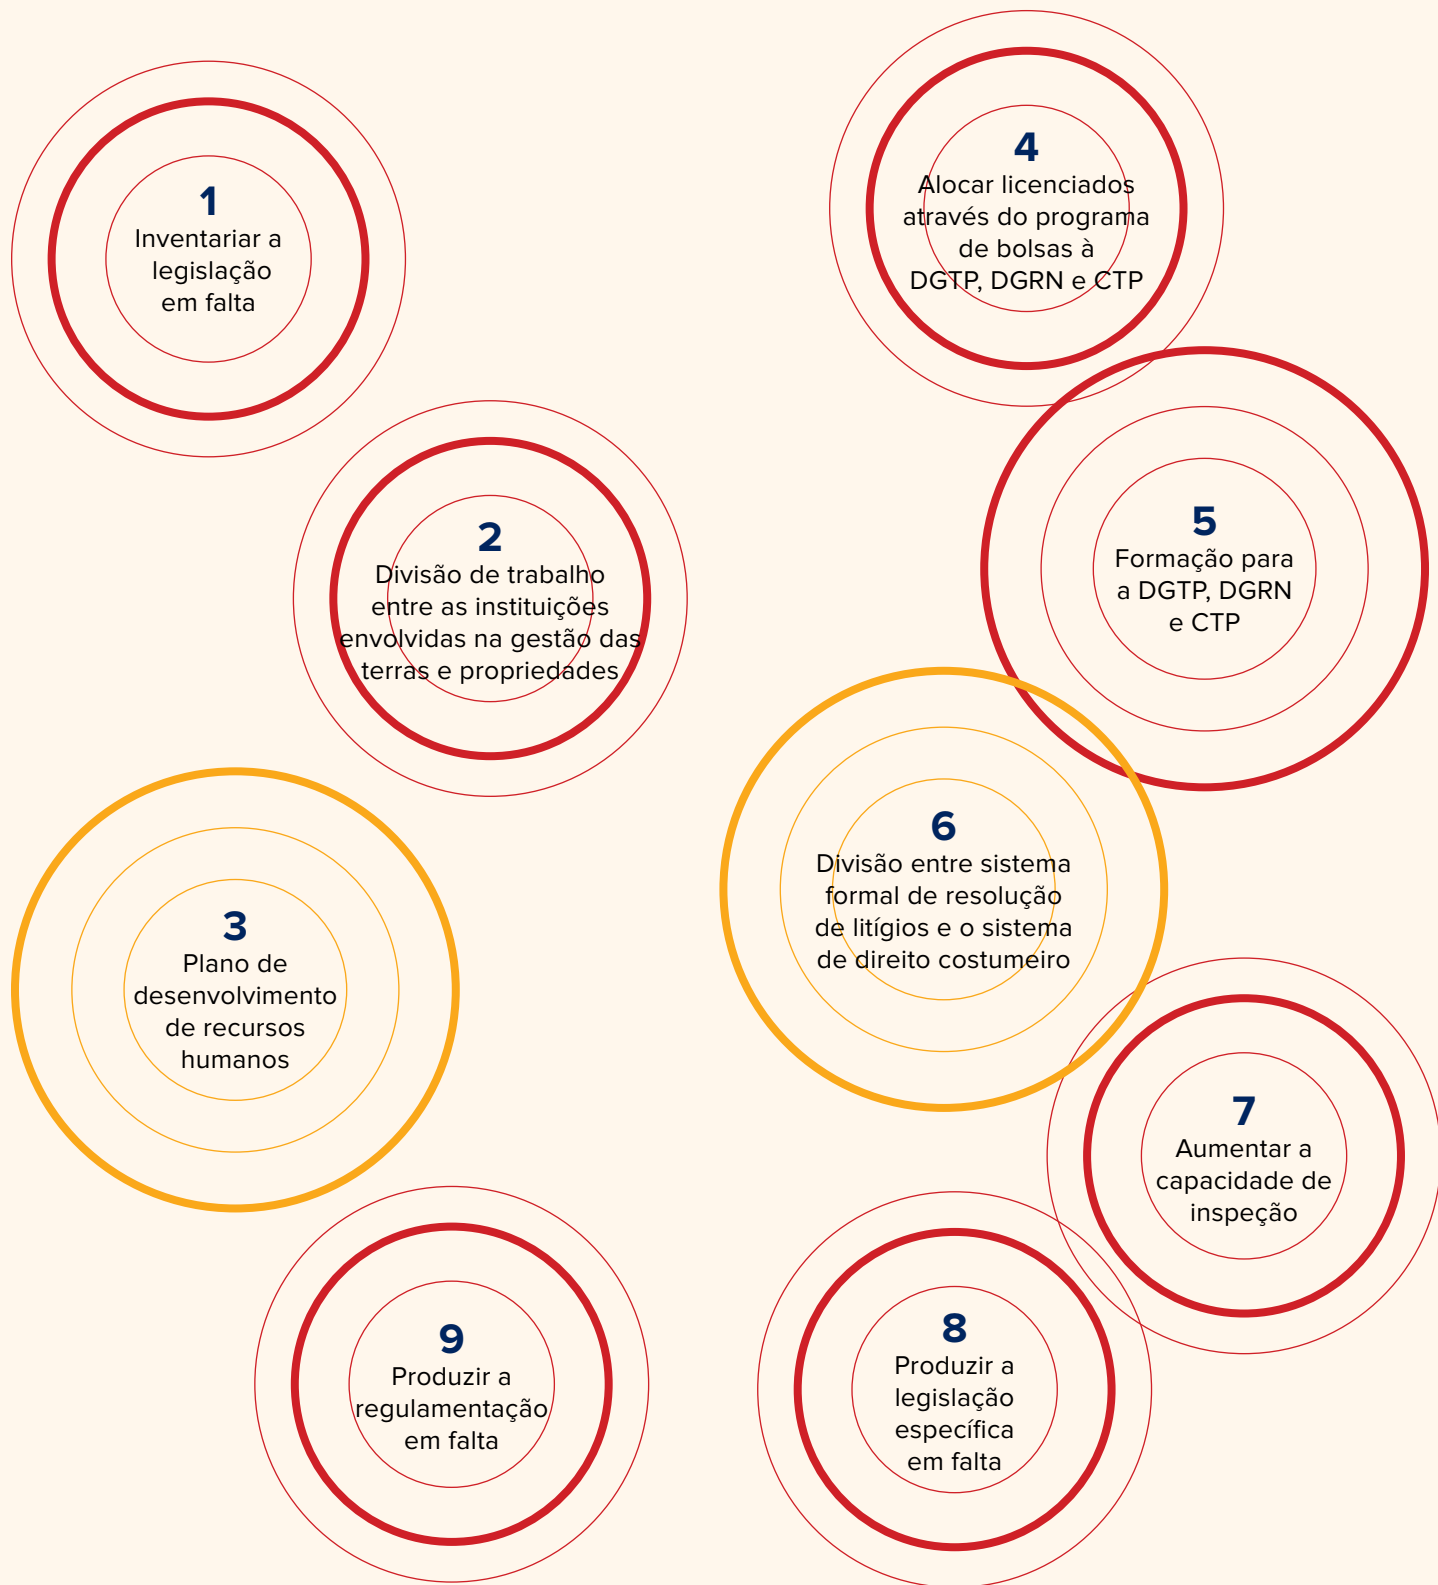 1
Inventariar a
legislação
em falta
2
Divisão de trabalho
entre as instituições
envolvidas na gestão das
terras e propriedades
3
Plano de
desenvolvimento
de recursos
humanos
4
Alocar licenciados
através do programa
de bolsas à
DGTP, DGRN e CTP
5
Formação para
a DGTP, DGRN
e CTP
6
Divisão entre sistema
formal de resolução
de litígios e o sistema
de direito costumeiro
7
Aumentar a
capacidade de
inspeção
8
Produzir a
legislação
específica
em falta
9
Produzir a
regulamentação
em falta